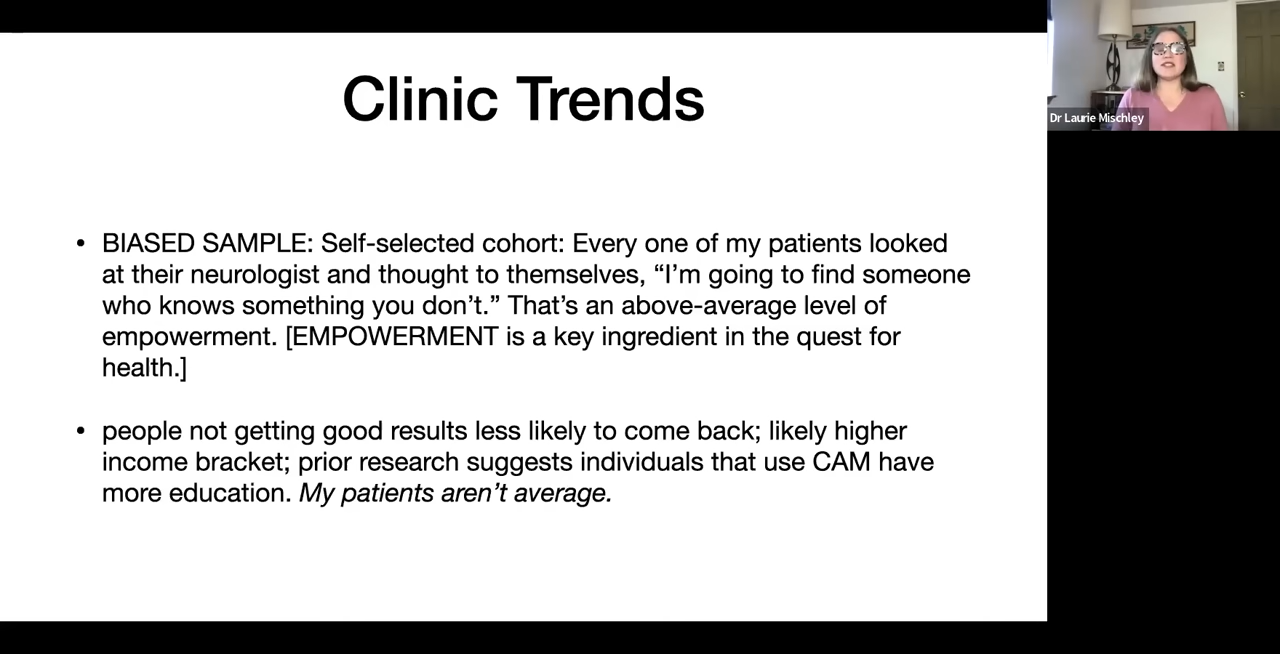 Clinic Trends
• BIASED SAMPLE: Self-selected cohort: Every one of my patients looked
at their neurologist and thought to themselves, “I’m going to find someone
who knows something you don’t.” That’s an above-average level of
empowerment. [EMPOWERMENT is a key ingredient in the quest for
health.]
• people not getting good results less likely to come back; likely higher
income bracket; prior research suggests individuals that use CAM have
more education. My patients aren’t average.
Dr Laurie Mischley